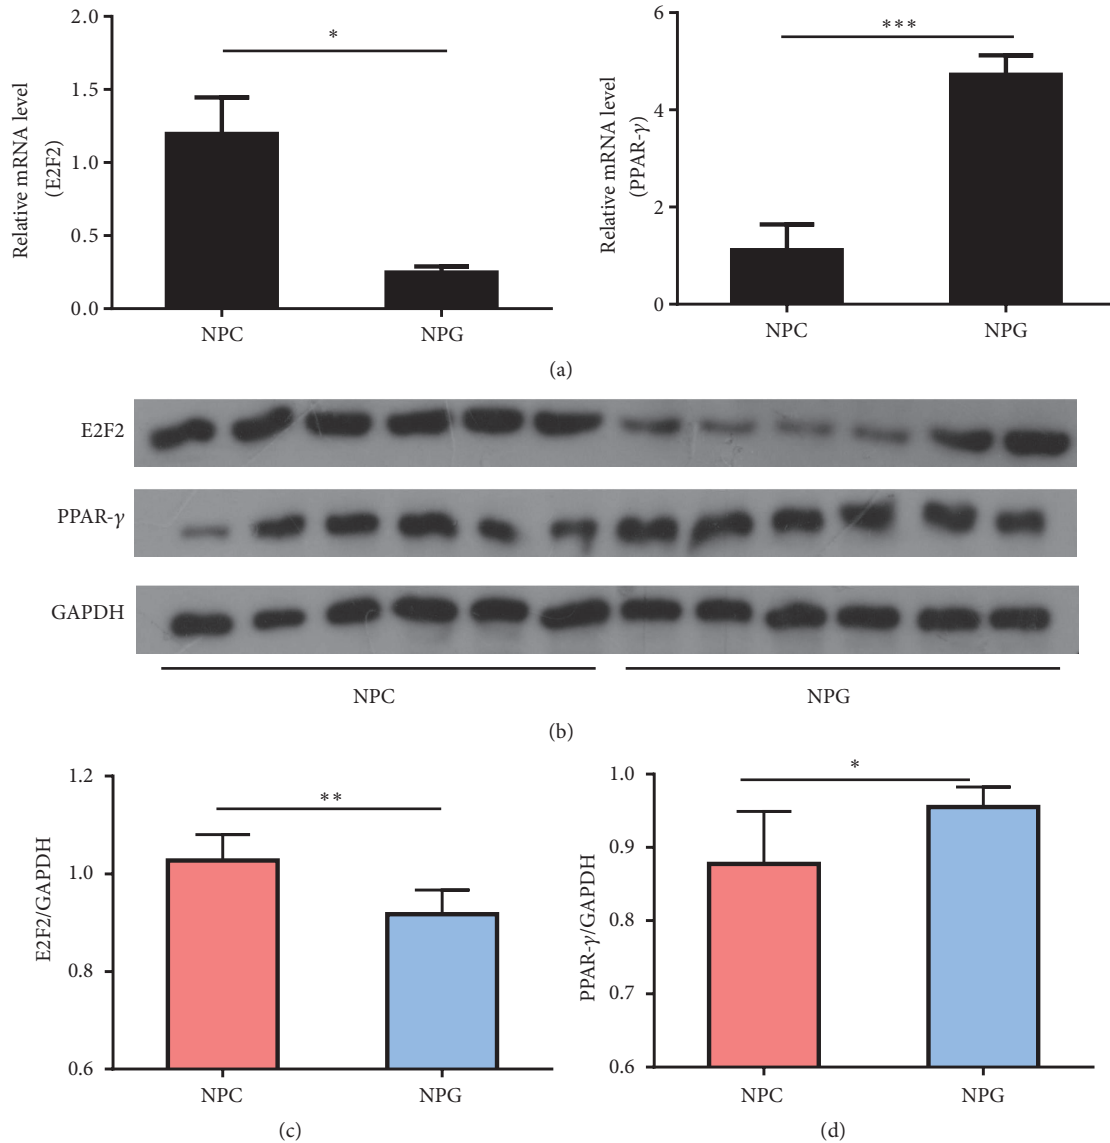 2.0
1.5
1.0
0.5
0.0
Relative mRNA level
(E2F2)
*
NPC
NPG
6
4
2
0
Relative mRNA level
(PPAR-γ)
***
NPC
NPG
(a)
E2F2
PPAR-γ
GAPDH
NPC
NPG
(b)
1.2
1.0
0.8
0.6
E2F2/GAPDH
**
NPC
NPG
(c)
1.0
0.9
0.8
0.7
0.6
PPAR-γ/GAPDH
*
NPC
NPG
(d)